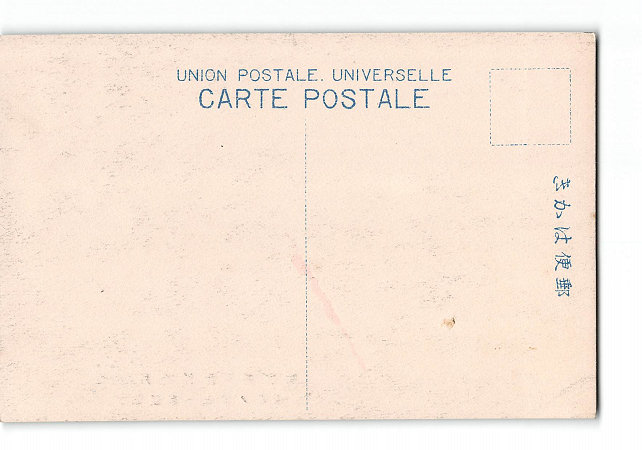 UNION POSTALE. UNIVERSELLE
CARTE POSTALE
郵便はかき